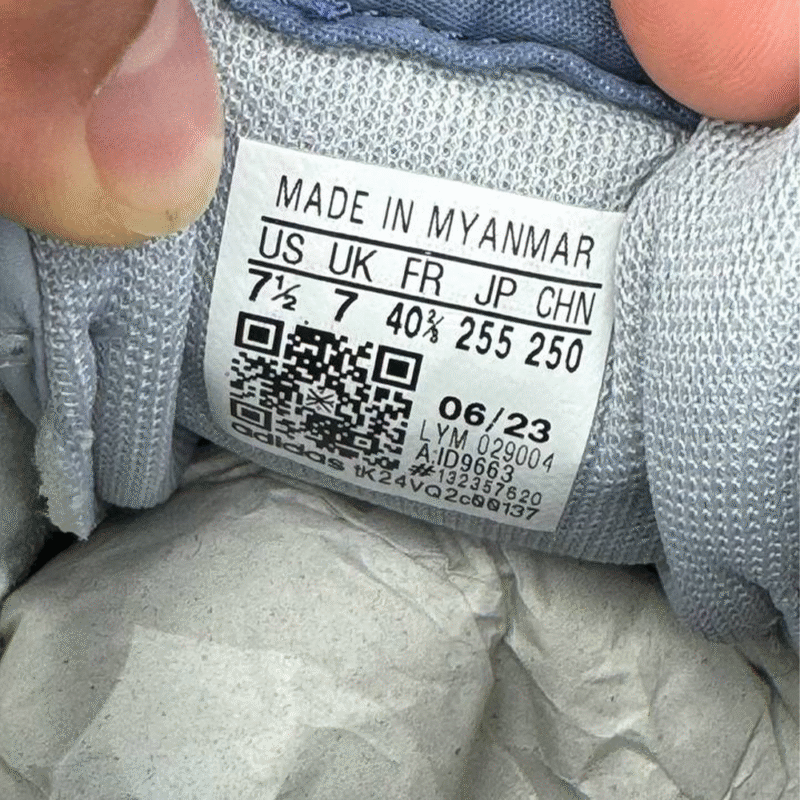 MADE IN MYANMAR
US UK FR JP CHN
7½ 7 40⅔ 255 250
06/23
LYM 029004
A:ID9663
#132357620
adidas tK24VQ2c00137